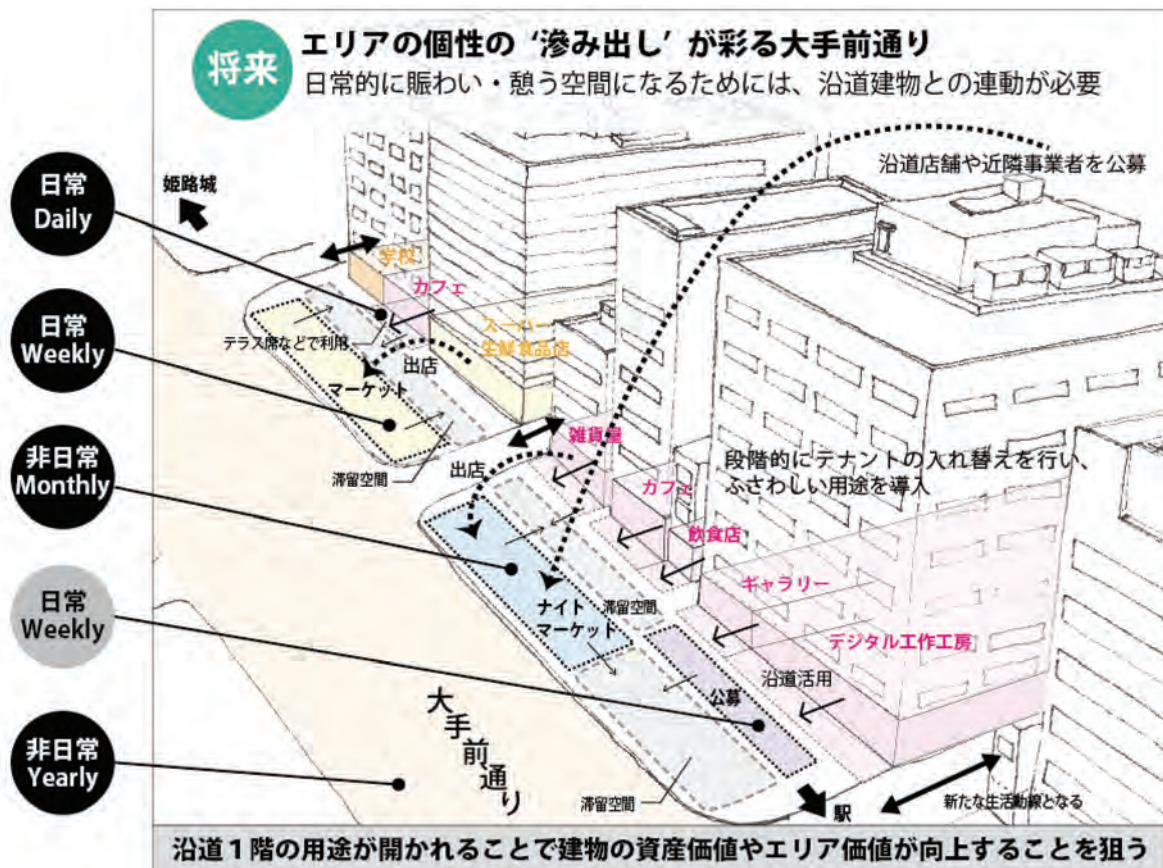 将来
エリアの個性の‘滲み出し’が彩る大手前通り
日常的に賑わい・憩う空間になるためには、沿道建物との連動が必要
沿道店舗や近隣事業者を公募
日常
Daily
姫路城
学校
カフェ
スーパー
生鮮食品店
テラス席などで利用
出店
マーケット
日常
Weekly
滞留空間
出店
雑貨屋
カフェ
飲食店
段階的にテナントの入れ替えを行い、
ふさわしい用途を導入
非日常
Monthly
ギャラリー
デジタル工作工房
ナイト
マーケット
滞留空間
日常
Weekly
公募
沿道活用
大手前通り
滞留空間
非日常
Yearly
駅
新たな生活動線となる
沿道1階の用途が開かれることで建物の資産価値やエリア価値が向上することを狙う